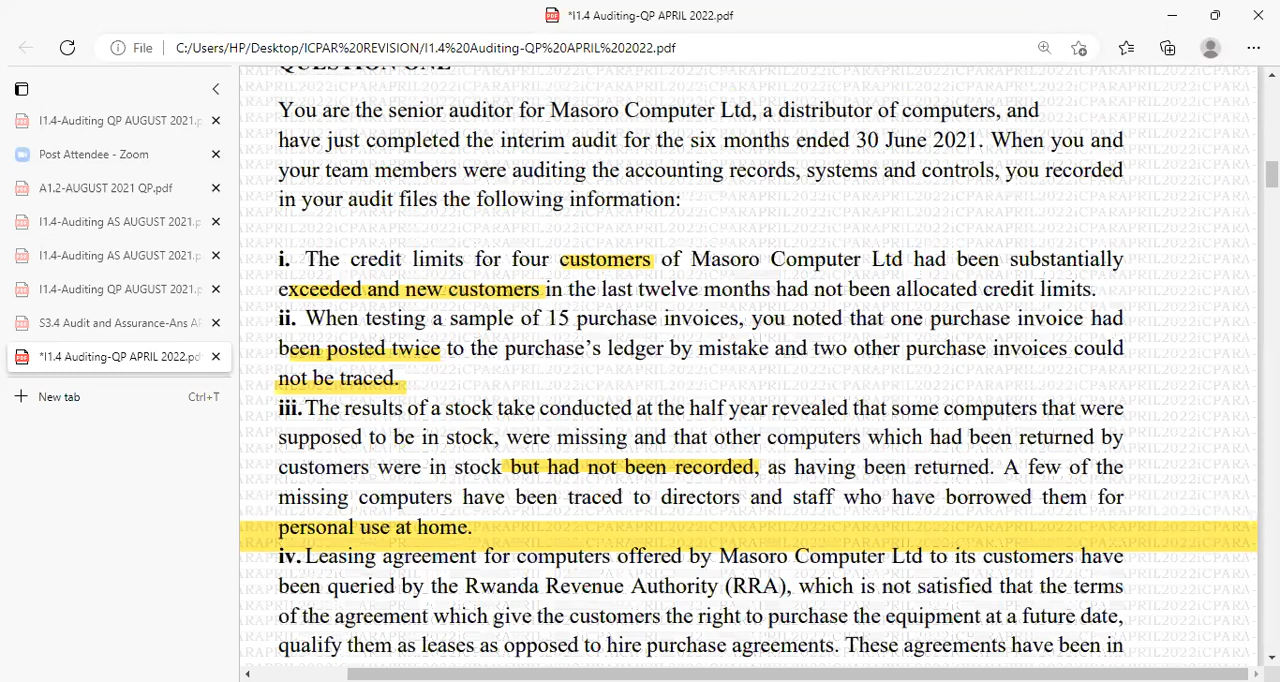 *I1.4 Auditing-QP APRIL 2022.pdf
File
C:/Users/HP/Desktop/ICPAR%20REVISION/I1.4%20Auditing-QP%20APRIL%202022.pdf
I1.4-Auditing QP AUGUST 2021.p
Post Attendee - Zoom
A1.2-AUGUST 2021 QP.pdf
I1.4-Auditing AS AUGUST 2021.p
I1.4-Auditing AS AUGUST 2021.p
I1.4-Auditing QP AUGUST 2021.p
S3.4 Audit and Assurance-Ans AP
*I1.4 Auditing-QP APRIL 2022.pd
New tab Ctrl+T
QUESTION ONE
You are the senior auditor for Masoro Computer Ltd, a distributor of computers, and
have just completed the interim audit for the six months ended 30 June 2021. When you and
your team members were auditing the accounting records, systems and controls, you recorded
in your audit files the following information:
i. The credit limits for four customers of Masoro Computer Ltd had been substantially
exceeded and new customers in the last twelve months had not been allocated credit limits.
ii. When testing a sample of 15 purchase invoices, you noted that one purchase invoice had
been posted twice to the purchase’s ledger by mistake and two other purchase invoices could
not be traced.
iii. The results of a stock take conducted at the half year revealed that some computers that were
supposed to be in stock, were missing and that other computers which had been returned by
customers were in stock but had not been recorded, as having been returned. A few of the
missing computers have been traced to directors and staff who have borrowed them for
personal use at home.
iv. Leasing agreement for computers offered by Masoro Computer Ltd to its customers have
been queried by the Rwanda Revenue Authority (RRA), which is not satisfied that the terms
of the agreement which give the customers the right to purchase the equipment at a future date,
qualify them as leases as opposed to hire purchase agreements. These agreements have been in